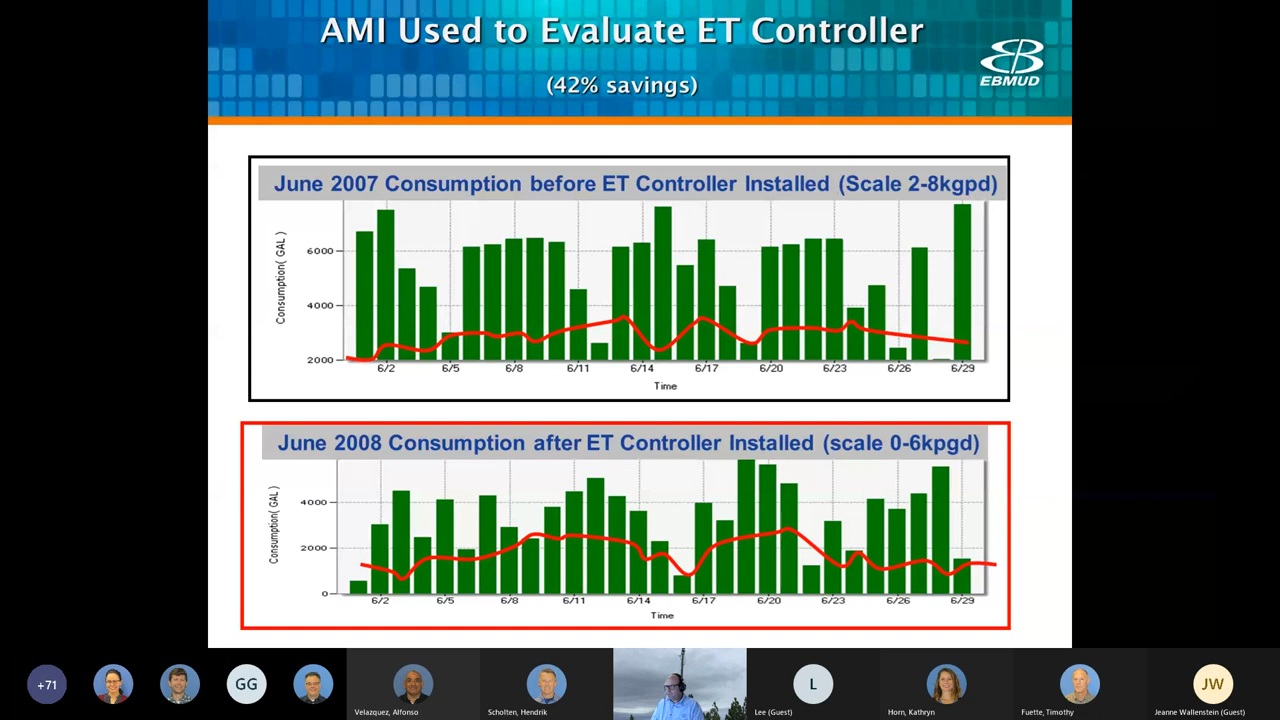 AMI Used to Evaluate ET Controller
(42% savings)
EBMUD
June 2007 Consumption before ET Controller Installed (Scale 2-8kgpd)
Consumption( GAL )
6000
4000
2000
6/2 6/5 6/8 6/11 6/14 6/17 6/20 6/23 6/26 6/29
Time
June 2008 Consumption after ET Controller Installed (scale 0-6kpgd)
Consumption( GAL )
4000
2000
0
6/2 6/5 6/8 6/11 6/14 6/17 6/20 6/23 6/26 6/29
Time
+71
GG
L
JW
Velazquez, Alfonso
Scholten, Hendrik
Lee (Guest)
Horn, Kathryn
Fuette, Timothy
Jeanne Wallenstein (Guest)